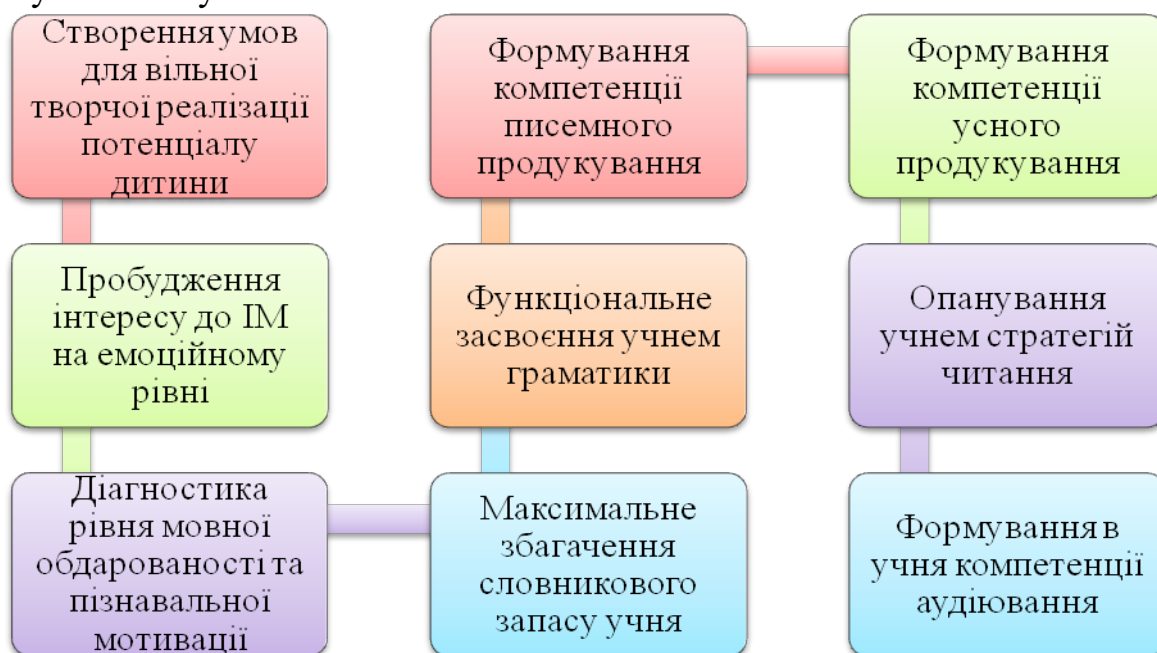 Створення умов
для вільної
творчої реалізації
потенціалу
дитини
Пробудження
інтересу до ІМ
на емоційному
рівні
Діагностика
рівня мовної
обдарованості та
пізнавальної
мотивації
Максимальне
збагачення
словникового
запасу учня
Функціональне
засвоєння учнем
граматики
Формування
компетенції
писемного
продукування
Формування
компетенції
усного
продукування
Опанування
учнем стратегій
читання
Формування в
учня компетенції
аудіювання